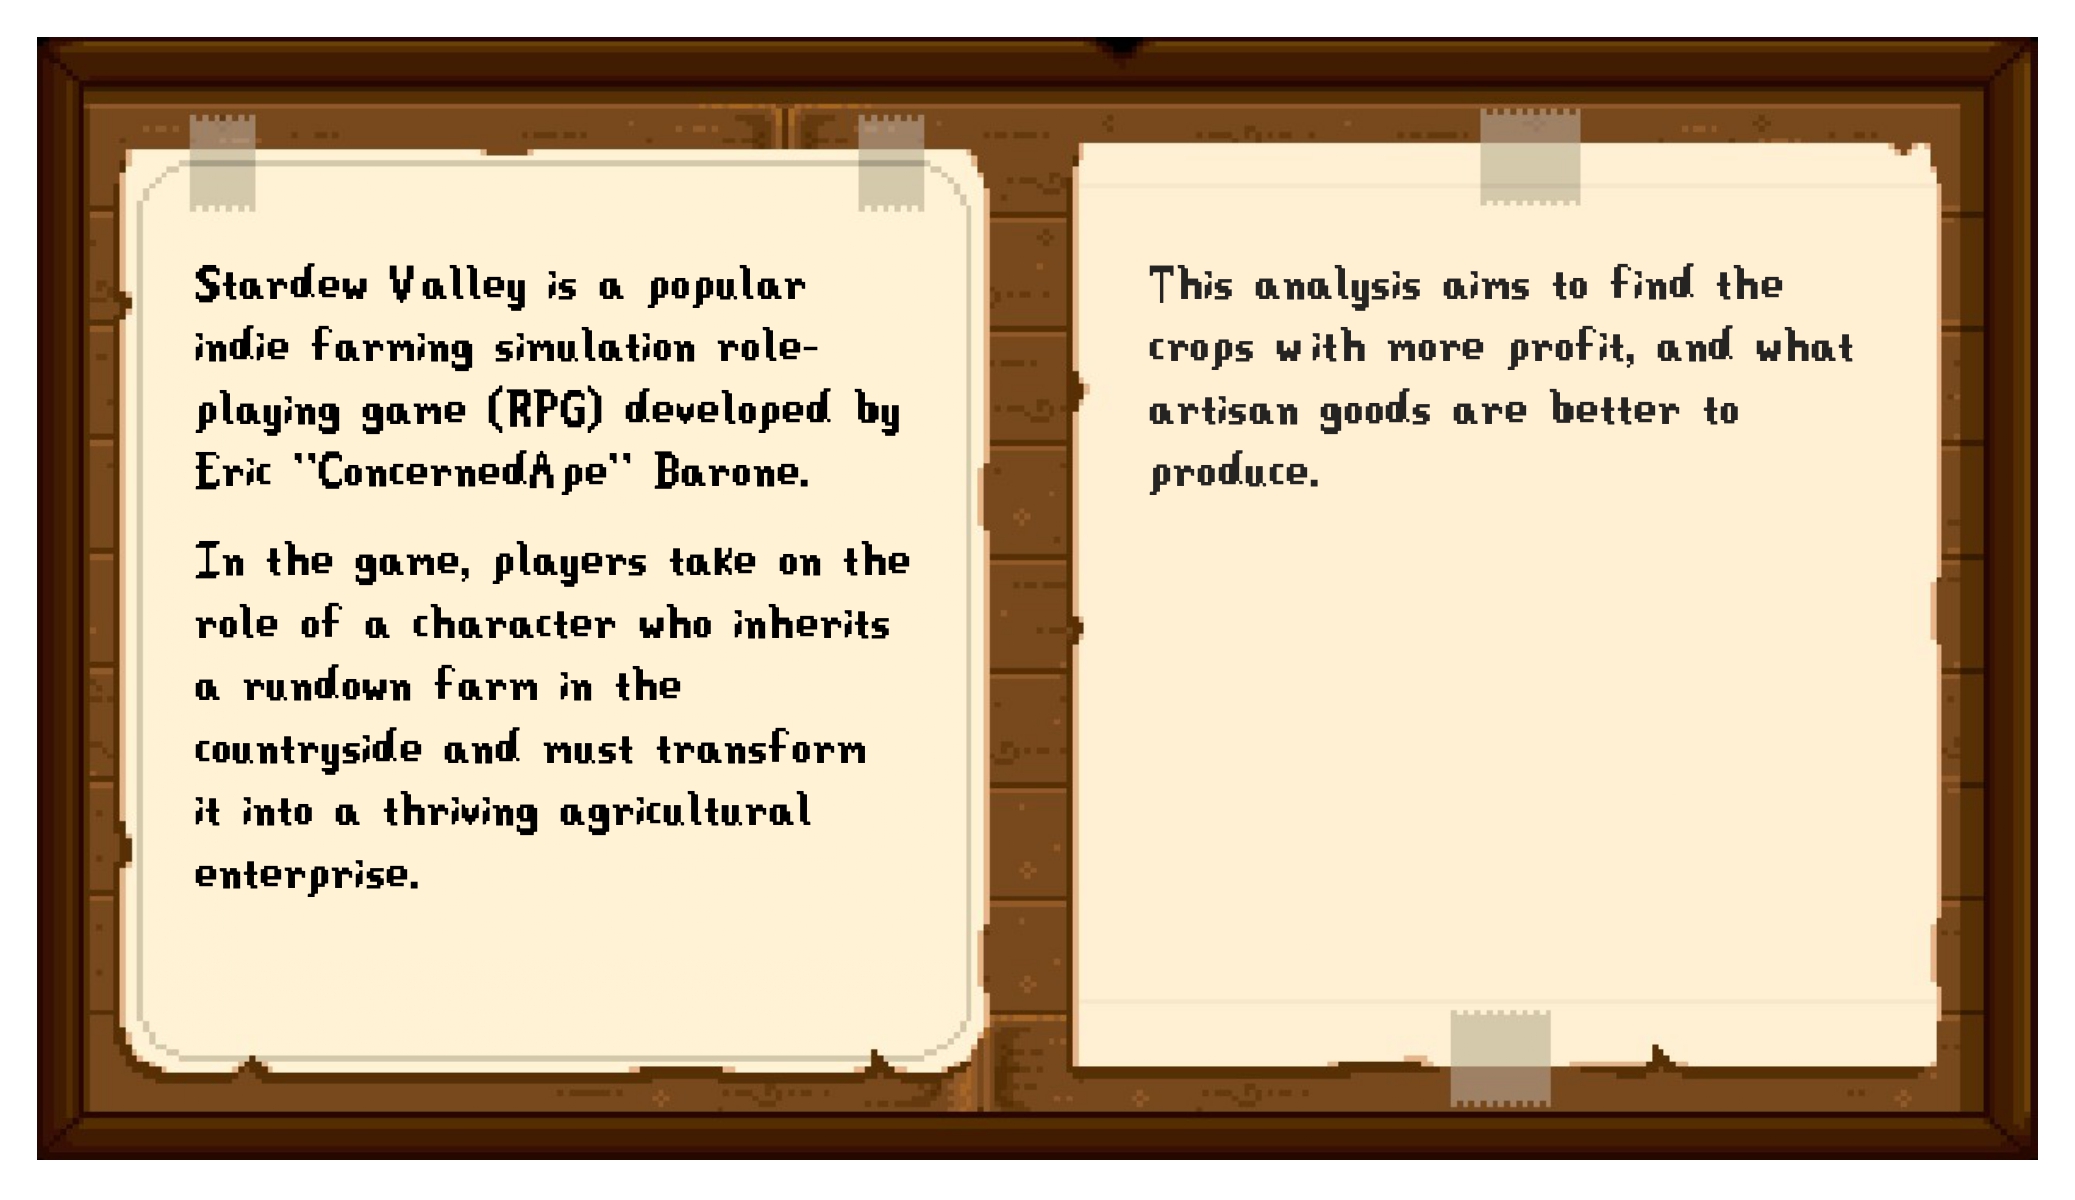 Stardew Valley is a popular
indie farming simulation role-
playing game (RPG) developed by
Eric "ConcernedApe" Barone.
In the game, players take on the
role of a character who inherits
a rundown farm in the
countryside and must transform
it into a thriving agricultural
enterprise.
This analysis aims to find the
crops with more profit, and what
artisan goods are better to
produce.